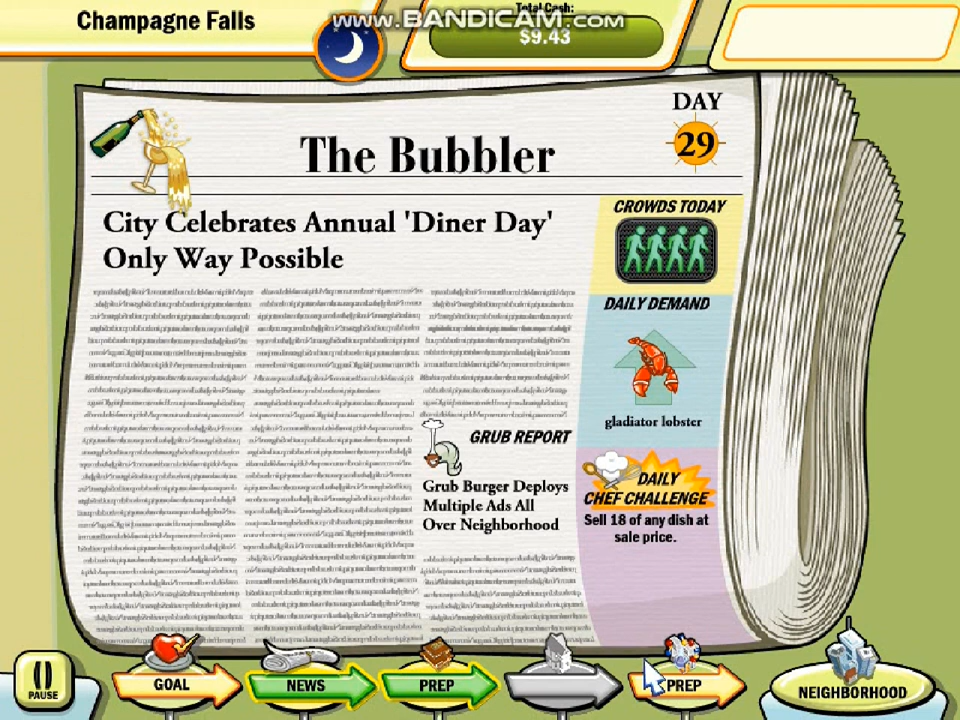 Champagne Falls
www.BANDICAM.com
Total Cash:
$9.43
DAY
29
The Bubbler
City Celebrates Annual 'Diner Day'
Only Way Possible
CROWDS TODAY
DAILY DEMAND
gladiator lobster
GRUB REPORT
Grub Burger Deploys
Multiple Ads All
Over Neighborhood
DAILY
CHEF CHALLENGE
Sell 18 of any dish at
sale price.
PAUSE
GOAL
NEWS
PREP
PREP
NEIGHBORHOOD